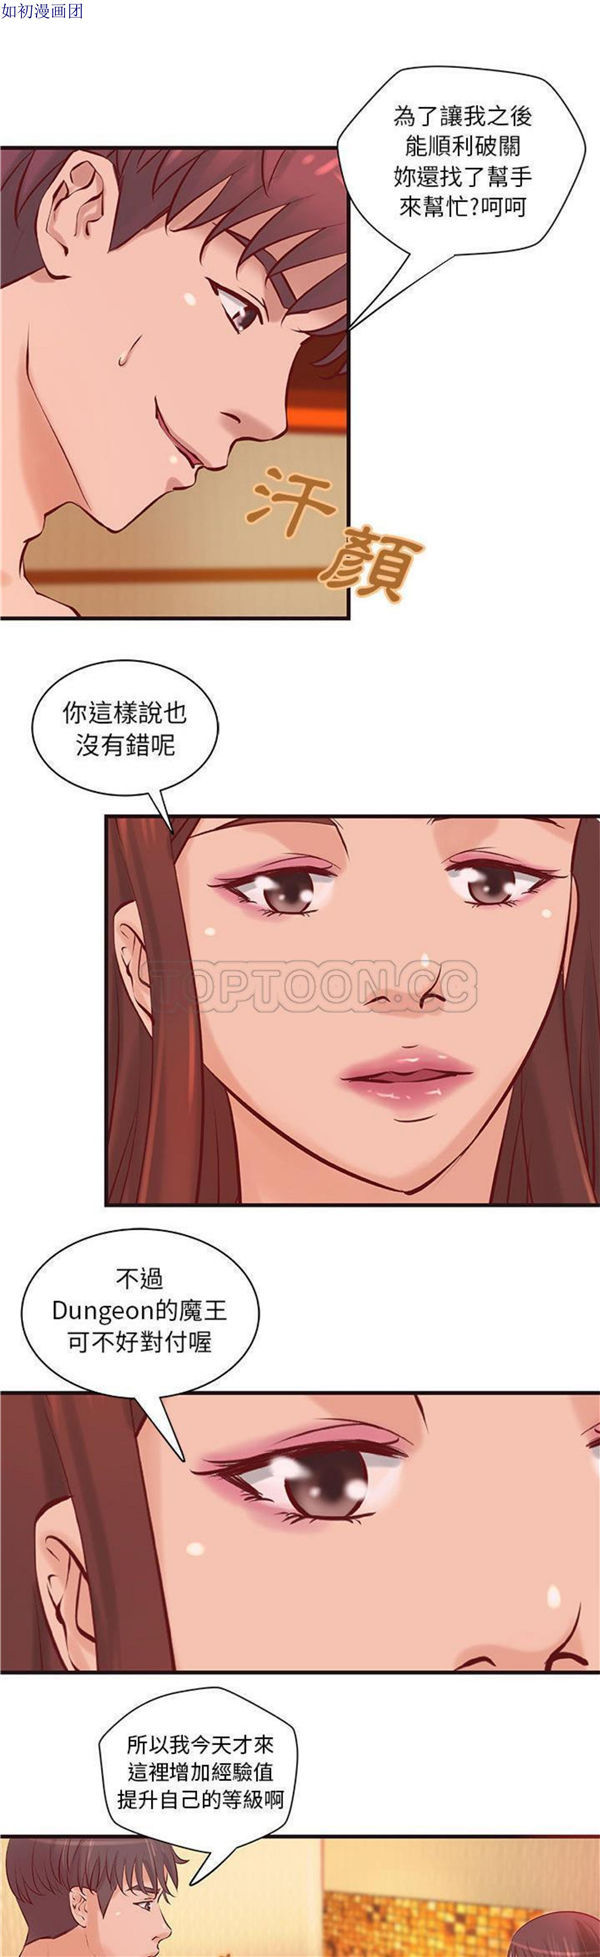 如初漫画团
為了讓我之後
能順利破關
妳還找了幫手
來幫忙?呵呵
汗顏
你這樣說也
沒有錯呢
TOPTOON.CC
不過
Dungeon的魔王
可不好對付喔
所以我今天才來
這裡增加經驗值
提升自己的等級啊